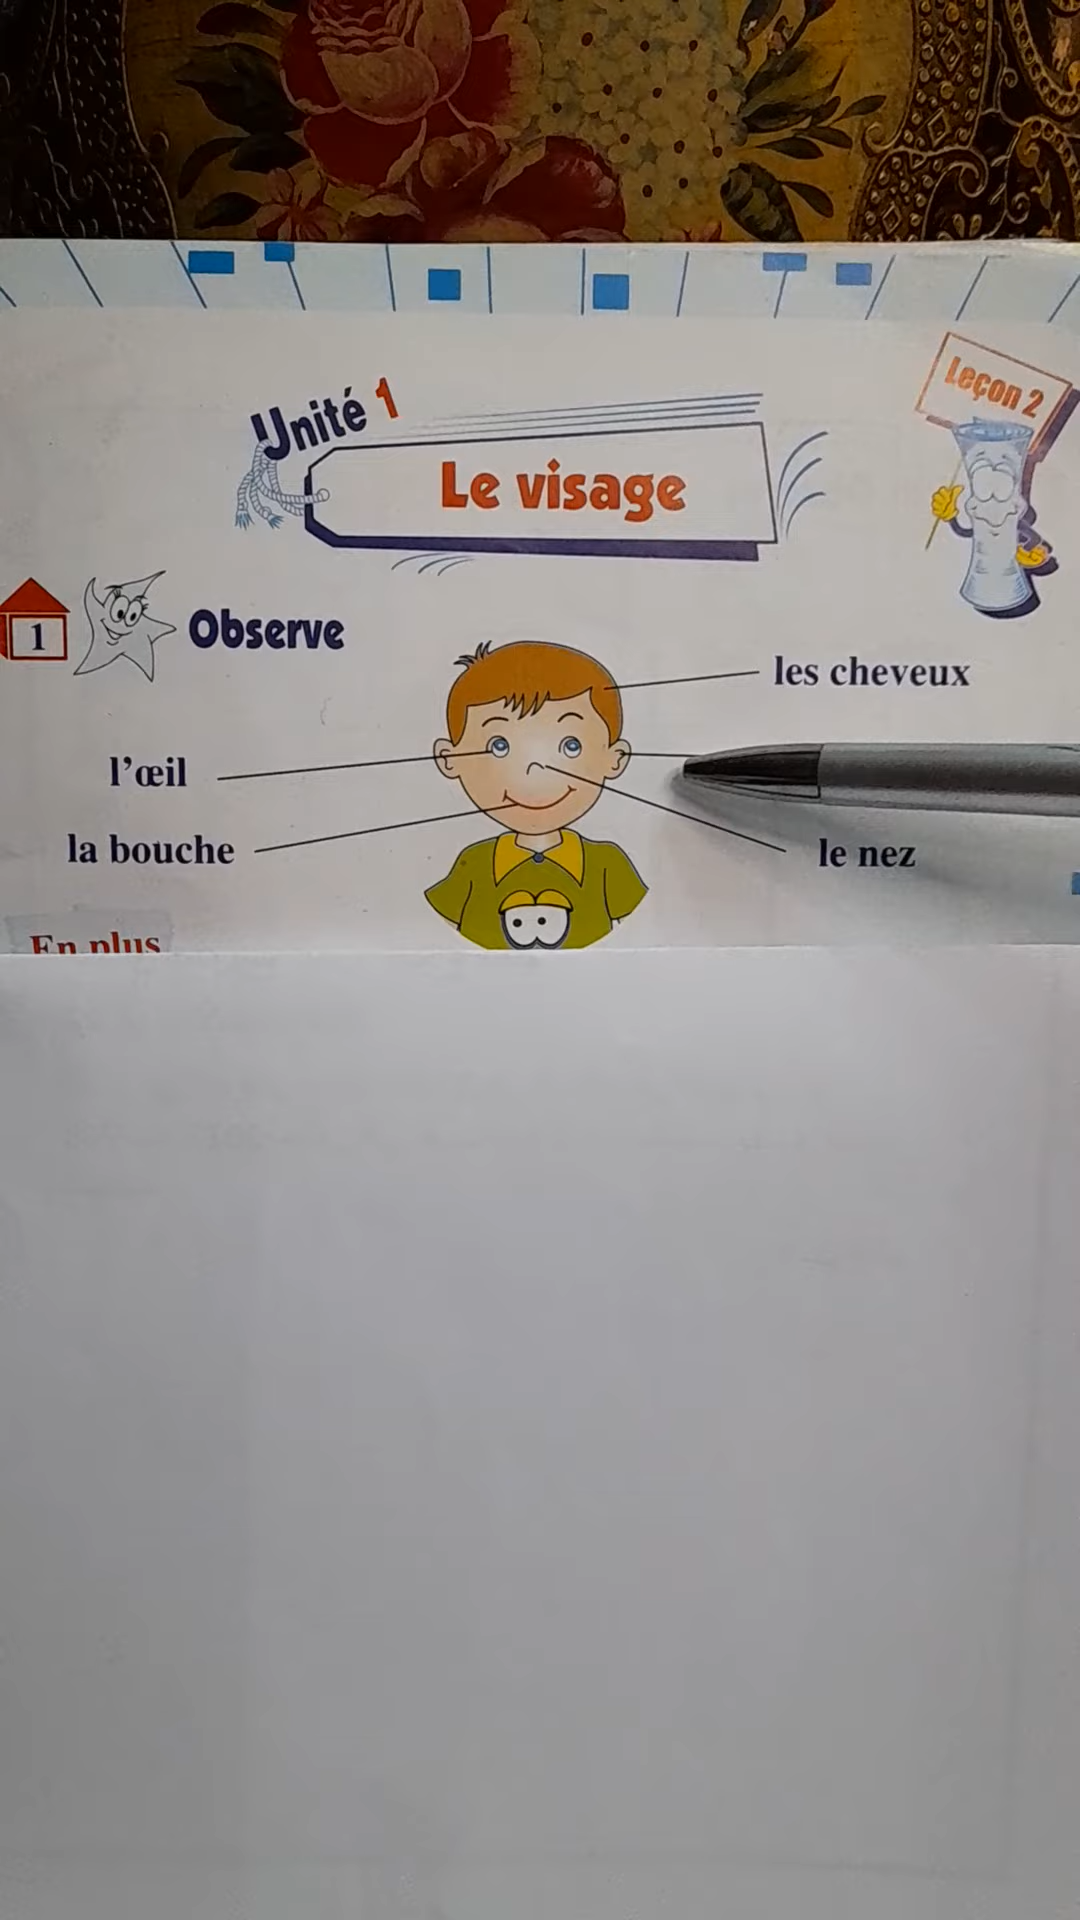 Unité 1
Leçon 2
Le visage
1 Observe
les cheveux
l'œil
la bouche
le nez
En plus